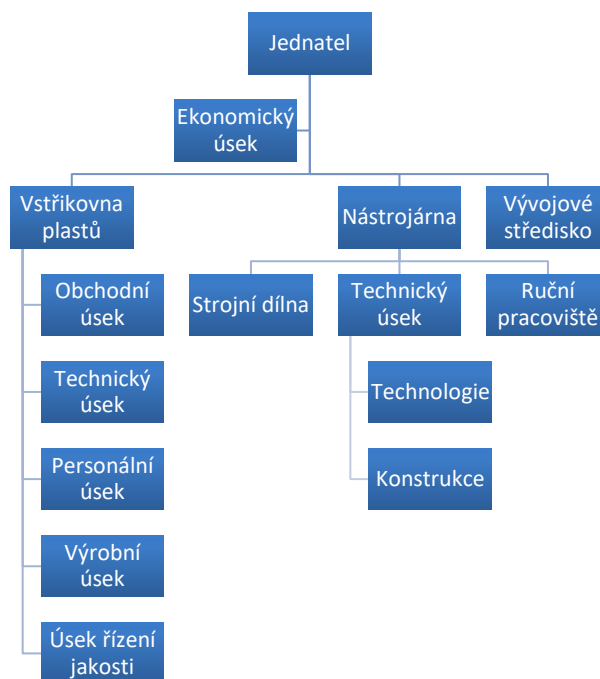 Jednatel
Ekonomický
úsek
Vstřikovna
plastů
Nástrojárna
Vývojové
středisko
Obchodní
úsek
Strojní dílna
Technický
úsek
Ruční
pracoviště
Technický
úsek
Technologie
Personální
úsek
Konstrukce
Výrobní
úsek
Úsek řízení
jakosti